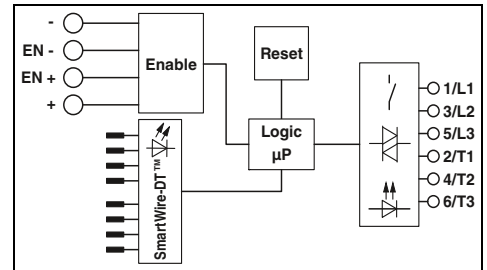 -
EN -
EN +
+
Enable
Reset
Logic
µP
SmartWire-DT™
1/L1
3/L2
5/L3
2/T1
4/T2
6/T3